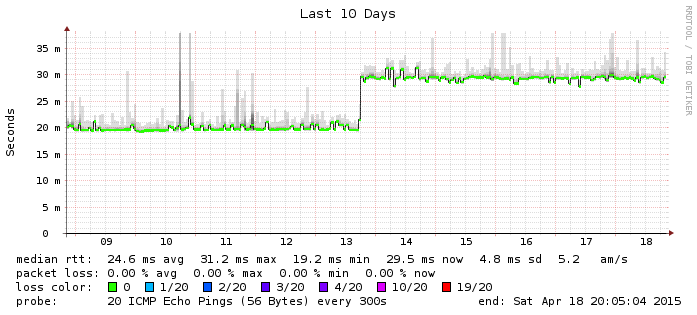 Last 10 Days
RRDTOOL / TOBI OETIKER
Seconds
35 m
30 m
25 m
20 m
15 m
10 m
5 m
0
09 10 11 12 13 14 15 16 17 18
median rtt: 24.6 ms avg 31.2 ms max 19.2 ms min 29.5 ms now 4.8 ms sd 5.2 am/s
packet loss: 0.00 % avg 0.00 % max 0.00 % min 0.00 % now
loss color: 0 1/20 2/20 3/20 4/20 10/20 19/20
probe: 20 ICMP Echo Pings (56 Bytes) every 300s end: Sat Apr 18 20:05:04 2015